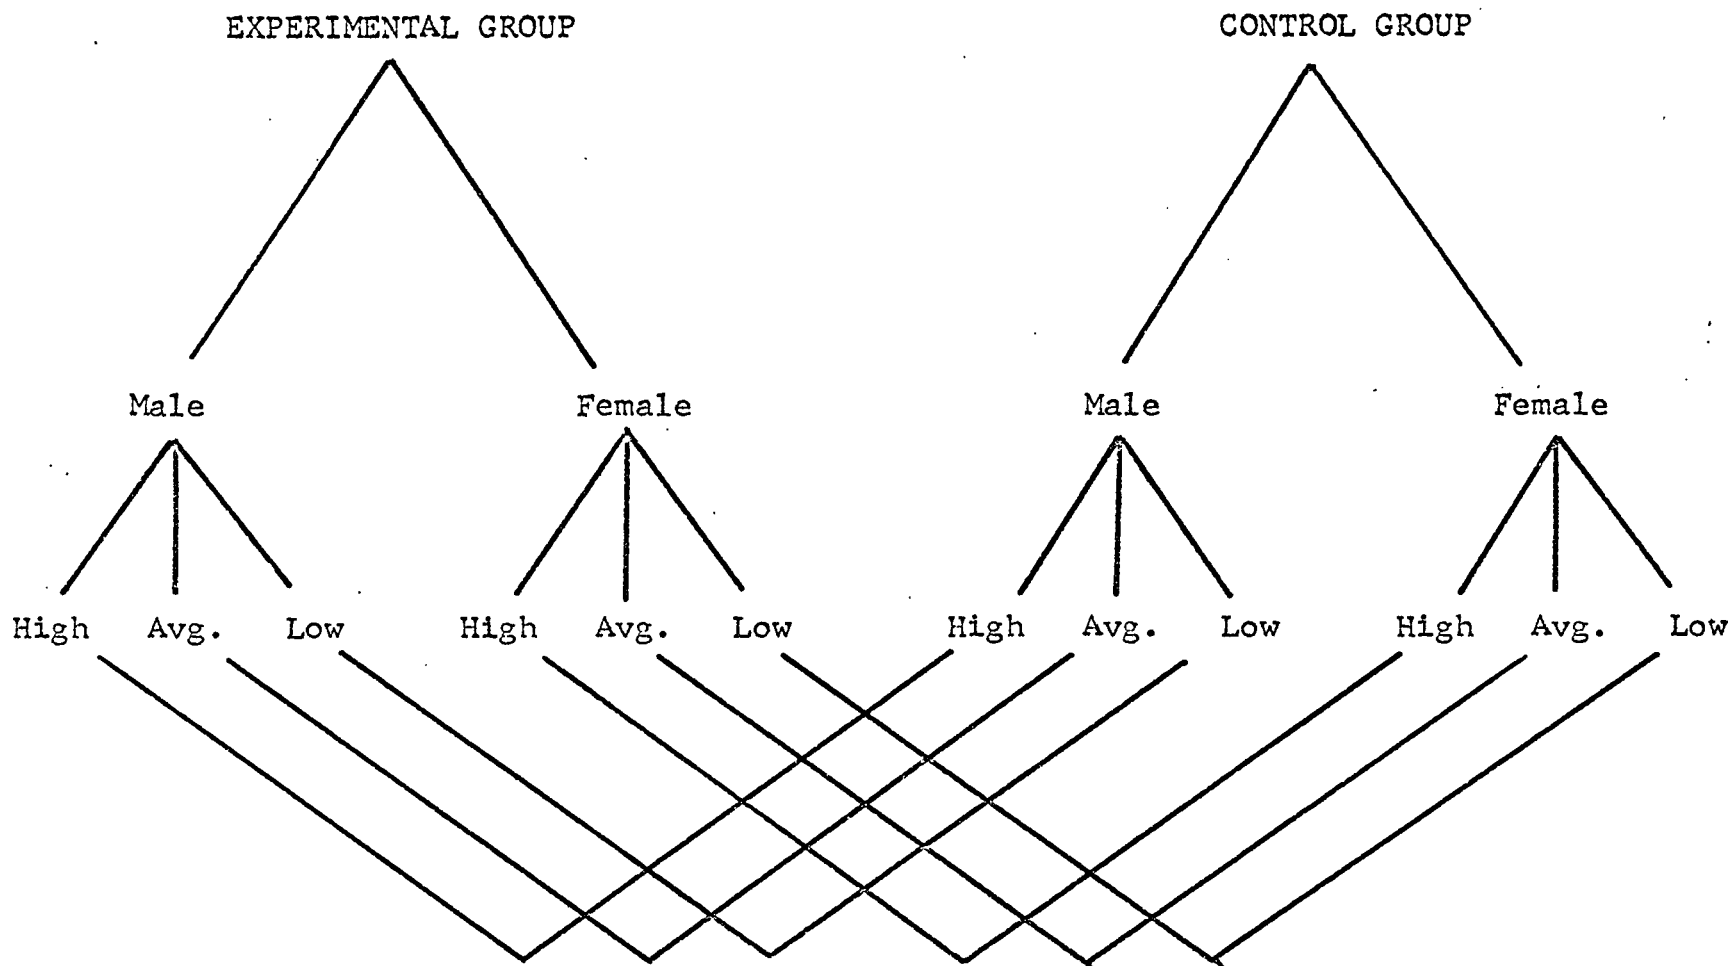 EXPERIMENTAL GROUP CONTROL GROUP
Male Female Male Female
High Avg. Low High Avg. Low High Avg. Low High Avg. Low